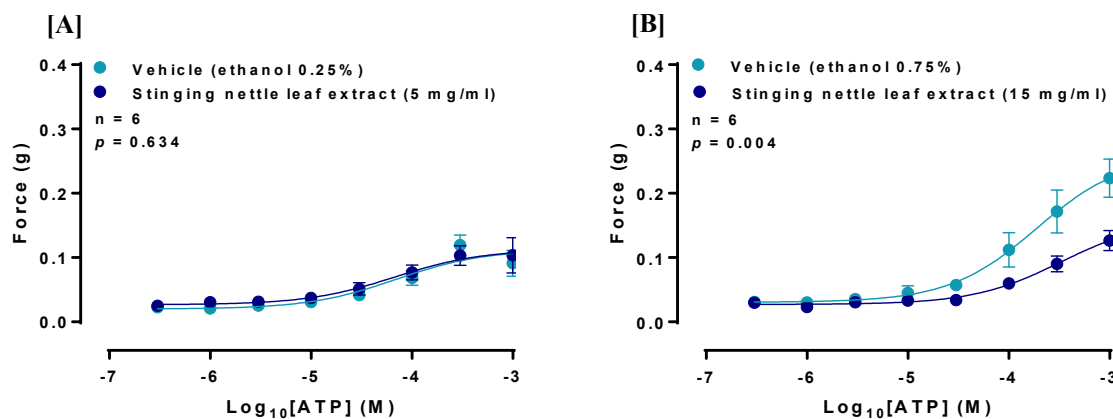 [A]
0.4
0.3
0.2
0.1
0.0
Force (g)
Vehicle (ethanol 0.25%)
Stinging nettle leaf extract (5 mg/ml)
n = 6
p = 0.634
-7 -6 -5 -4 -3
Log10[ATP] (M)
[B]
0.4
0.3
0.2
0.1
0.0
Force (g)
Vehicle (ethanol 0.75%)
Stinging nettle leaf extract (15 mg/ml)
n = 6
p = 0.004
-7 -6 -5 -4 -3
Log10[ATP] (M)